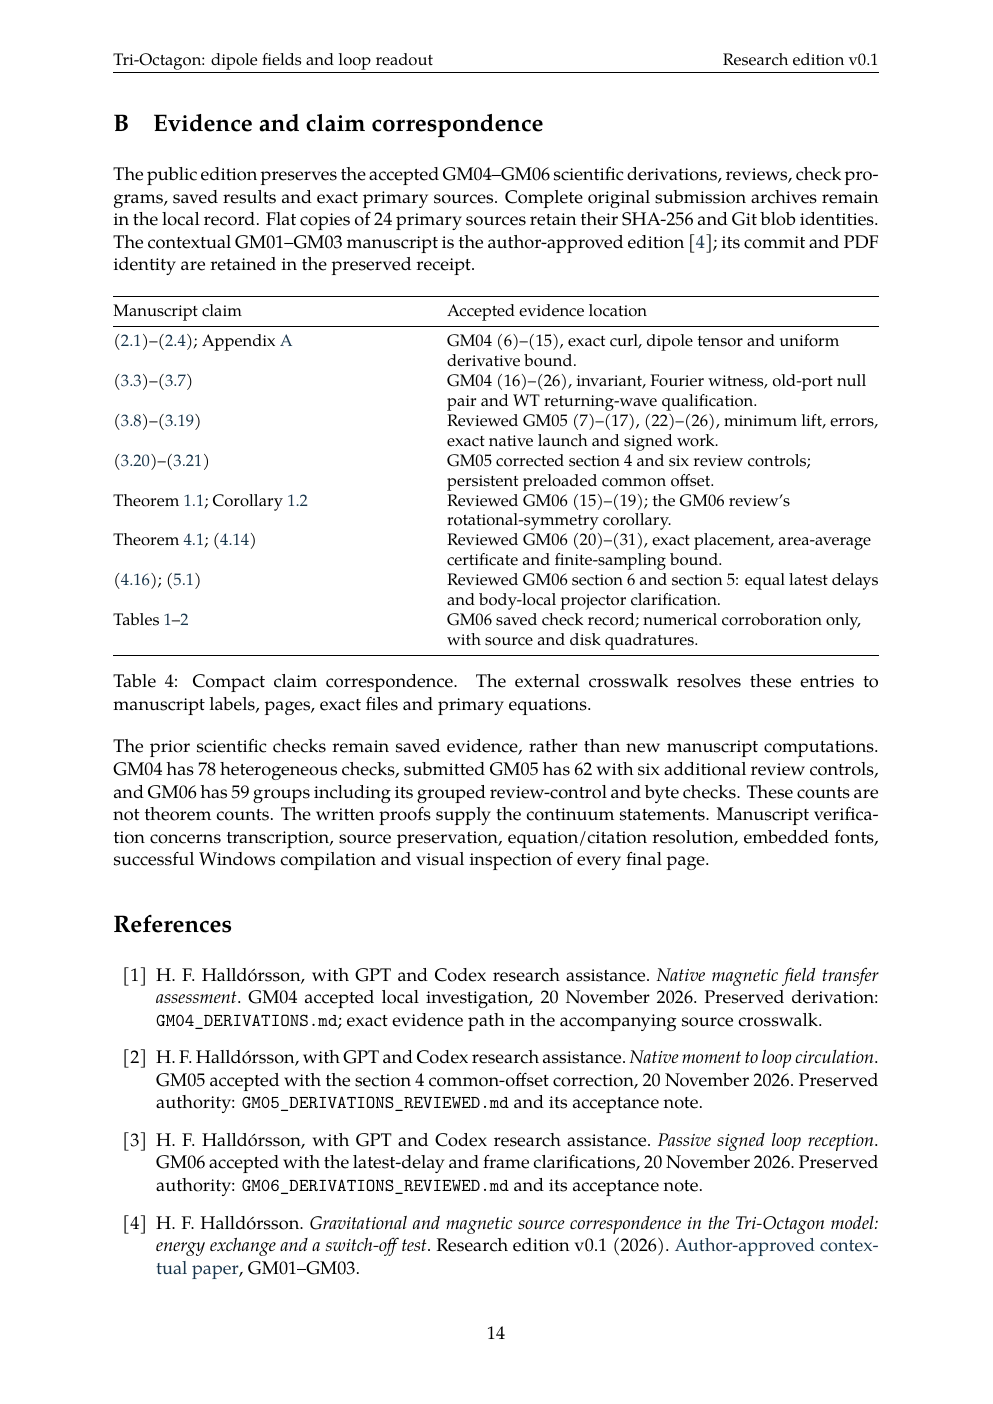 Tri-Octagon: dipole fields and loop readout Research edition v0.1
B Evidence and claim correspondence
The public edition preserves the accepted GM04–GM06 scientific derivations, reviews, check pro-
grams, saved results and exact primary sources. Complete original submission archives remain
in the local record. Flat copies of 24 primary sources retain their SHA-256 and Git blob identities.
The contextual GM01–GM03 manuscript is the author-approved edition [4]; its commit and PDF
identity are retained in the preserved receipt.
Manuscript claim Accepted evidence location
(2.1)–(2.4); Appendix A GM04 (6)–(15), exact curl, dipole tensor and uniform
derivative bound.
(3.3)–(3.7) GM04 (16)–(26), invariant, Fourier witness, old-port null
pair and WT returning-wave qualification.
(3.8)–(3.19) Reviewed GM05 (7)–(17), (22)–(26), minimum lift, errors,
exact native launch and signed work.
(3.20)–(3.21) GM05 corrected section 4 and six review controls;
persistent preloaded common offset.
Theorem 1.1; Corollary 1.2 Reviewed GM06 (15)–(19); the GM06 review's
rotational-symmetry corollary.
Theorem 4.1; (4.14) Reviewed GM06 (20)–(31), exact placement, area-average
certificate and finite-sampling bound.
(4.16); (5.1) Reviewed GM06 section 6 and section 5: equal latest delays
and body-local projector clarification.
Tables 1–2 GM06 saved check record; numerical corroboration only,
with source and disk quadratures.
Table 4: Compact claim correspondence. The external crosswalk resolves these entries to
manuscript labels, pages, exact files and primary equations.
The prior scientific checks remain saved evidence, rather than new manuscript computations.
GM04 has 78 heterogeneous checks, submitted GM05 has 62 with six additional review controls,
and GM06 has 59 groups including its grouped review-control and byte checks. These counts are
not theorem counts. The written proofs supply the continuum statements. Manuscript verifica-
tion concerns transcription, source preservation, equation/citation resolution, embedded fonts,
successful Windows compilation and visual inspection of every final page.
References
[1] H. F. Halldórsson, with GPT and Codex research assistance. Native magnetic field transfer
assessment. GM04 accepted local investigation, 20 November 2026. Preserved derivation:
GM04_DERIVATIONS.md; exact evidence path in the accompanying source crosswalk.
[2] H. F. Halldórsson, with GPT and Codex research assistance. Native moment to loop circulation.
GM05 accepted with the section 4 common-offset correction, 20 November 2026. Preserved
authority: GM05_DERIVATIONS_REVIEWED.md and its acceptance note.
[3] H. F. Halldórsson, with GPT and Codex research assistance. Passive signed loop reception.
GM06 accepted with the latest-delay and frame clarifications, 20 November 2026. Preserved
authority: GM06_DERIVATIONS_REVIEWED.md and its acceptance note.
[4] H. F. Halldórsson. Gravitational and magnetic source correspondence in the Tri-Octagon model:
energy exchange and a switch-off test. Research edition v0.1 (2026). Author-approved contex-
tual paper, GM01–GM03.
14